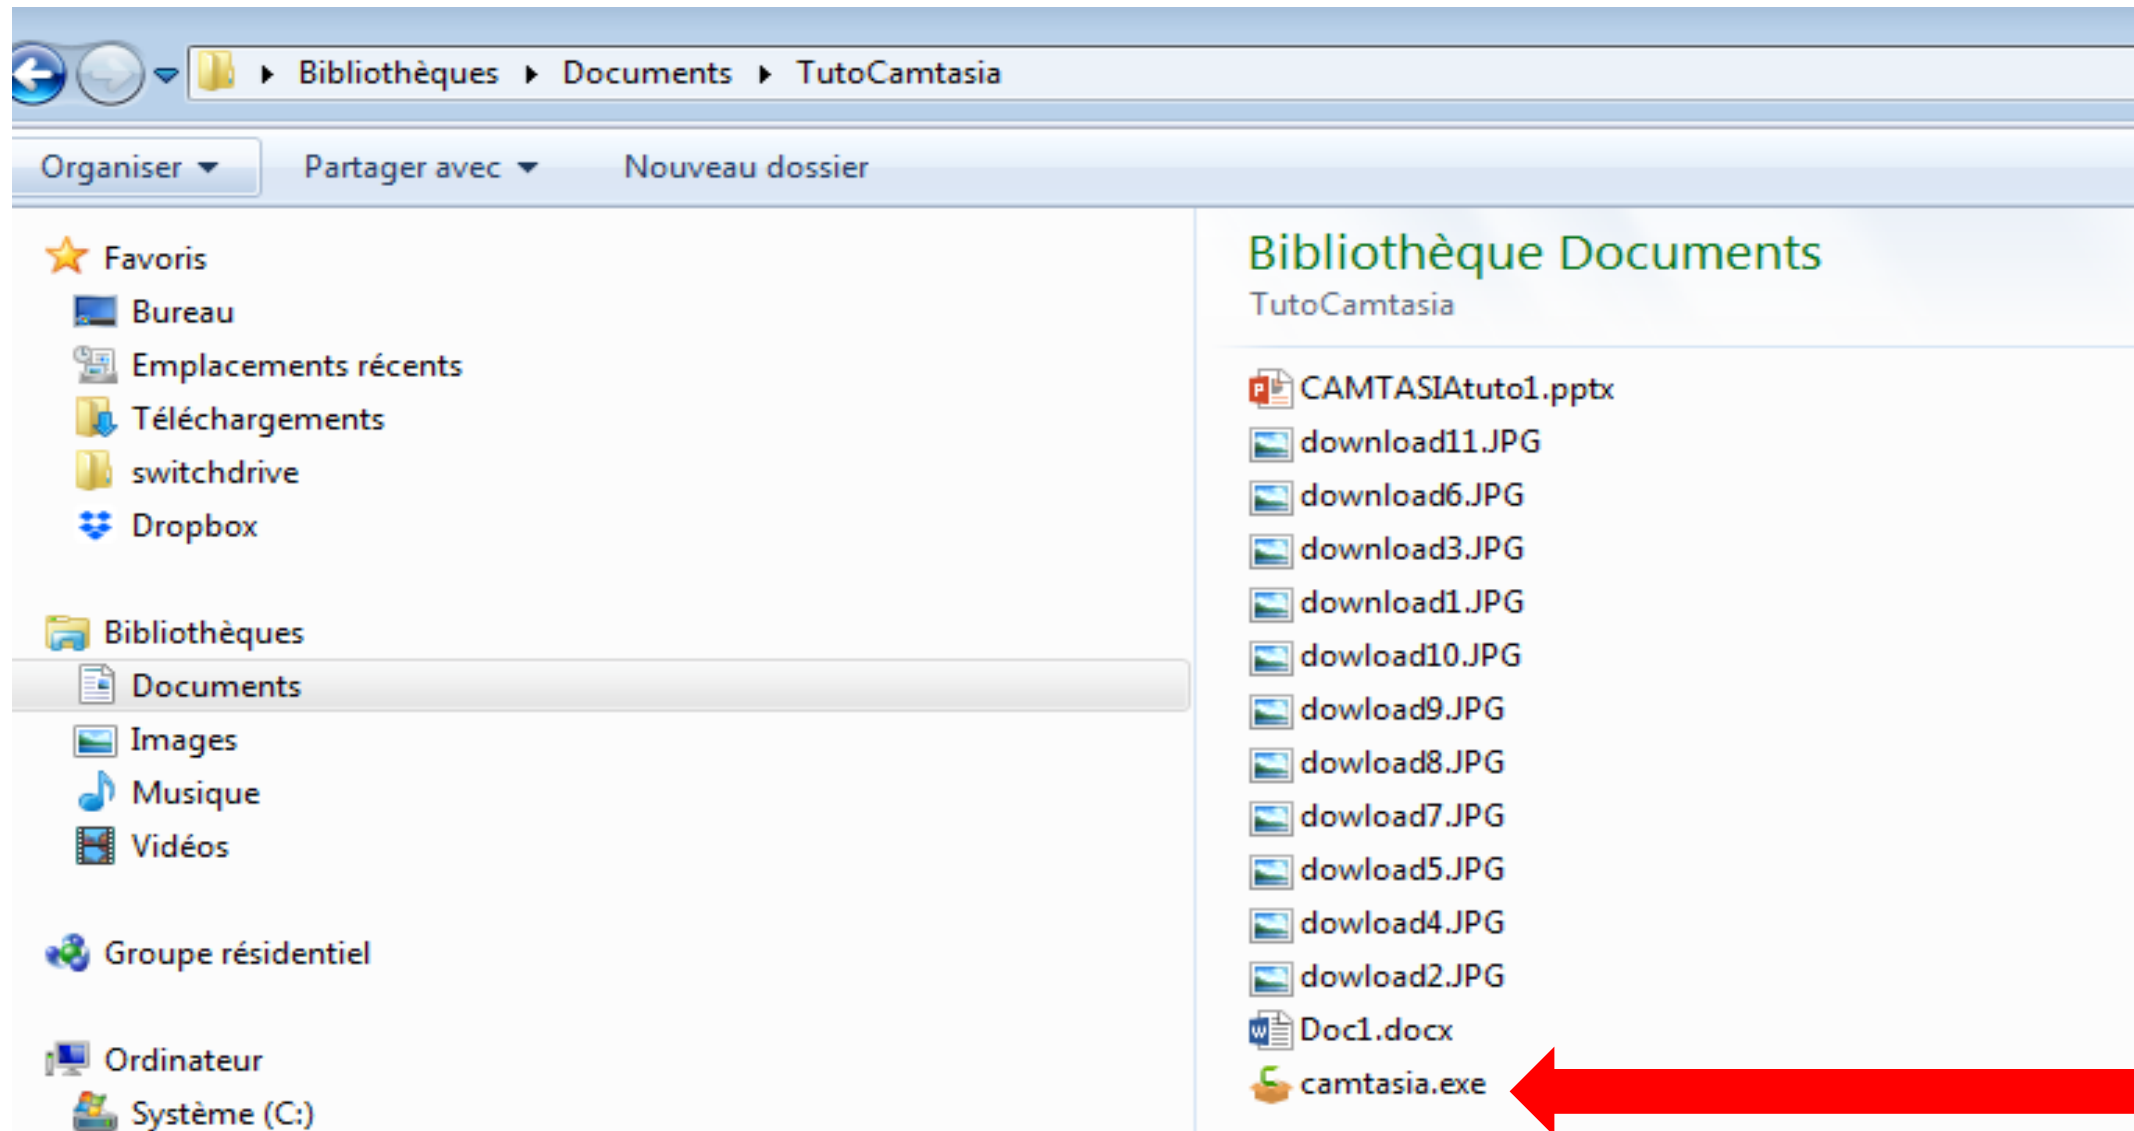 Bibliothèques Documents TutoCamtasia
Organiser Partager avec Nouveau dossier
Favoris
Bureau
Emplacements récents
Téléchargements
switchdrive
Dropbox
Bibliothèques
Documents
Images
Musique
Vidéos
Groupe résidentiel
Ordinateur
Système (C:)
Bibliothèque Documents
TutoCamtasia
CAMTASIAtuto1.pptx
download11.JPG
download6.JPG
download3.JPG
download1.JPG
dowload10.JPG
dowload9.JPG
dowload8.JPG
dowload7.JPG
dowload5.JPG
dowload4.JPG
dowload2.JPG
Doc1.docx
camtasia.exe